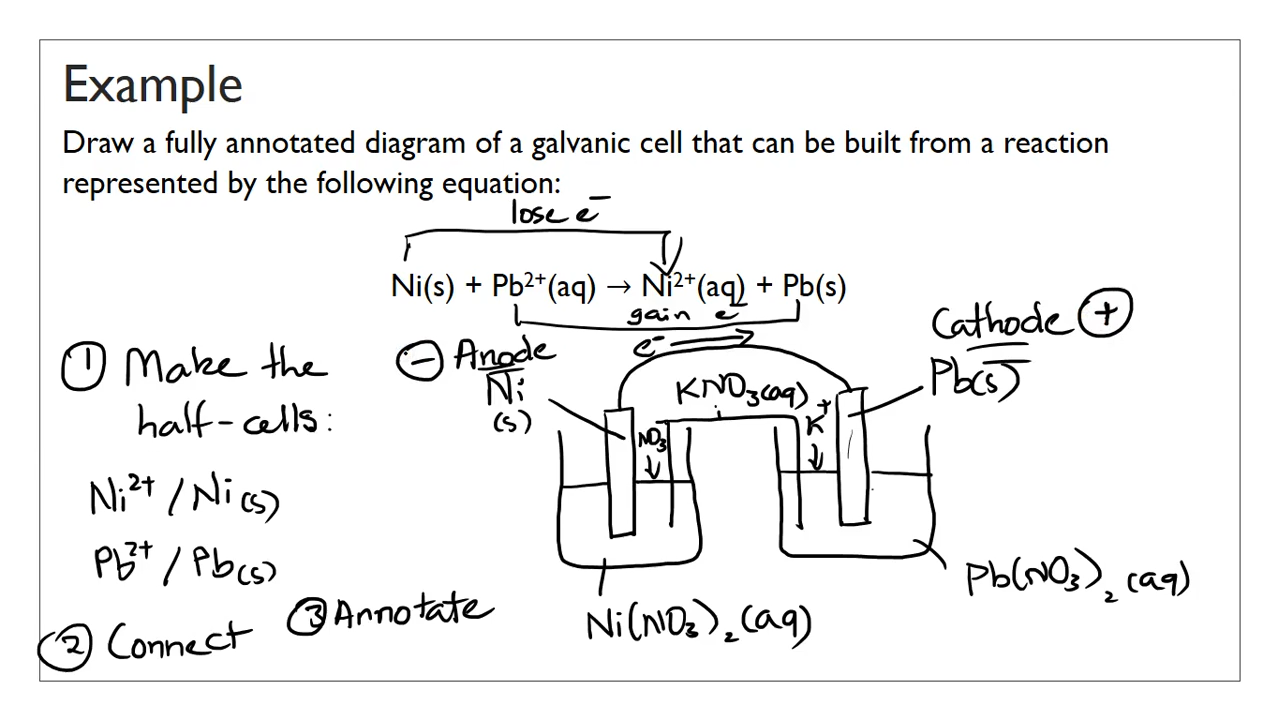 Example
Draw a fully annotated diagram of a galvanic cell that can be built from a reaction
represented by the following equation:
lose e⁻
Ni(s) + Pb²⁺(aq) → Ni²⁺(aq) + Pb(s)
gain e⁻
① Make the
half-cells:
Ni²⁺ / Ni(s)
Pb²⁺ / Pb(s)
② Connect
③ Annotate
⊖ Anode
Ni
(s)
e⁻ →
Cathode ⊕
Pb(s)
KNO₃(aq)
NO₃⁻ ↓
K⁺ ↓
Ni(NO₃)₂(aq)
Pb(NO₃)₂(aq)